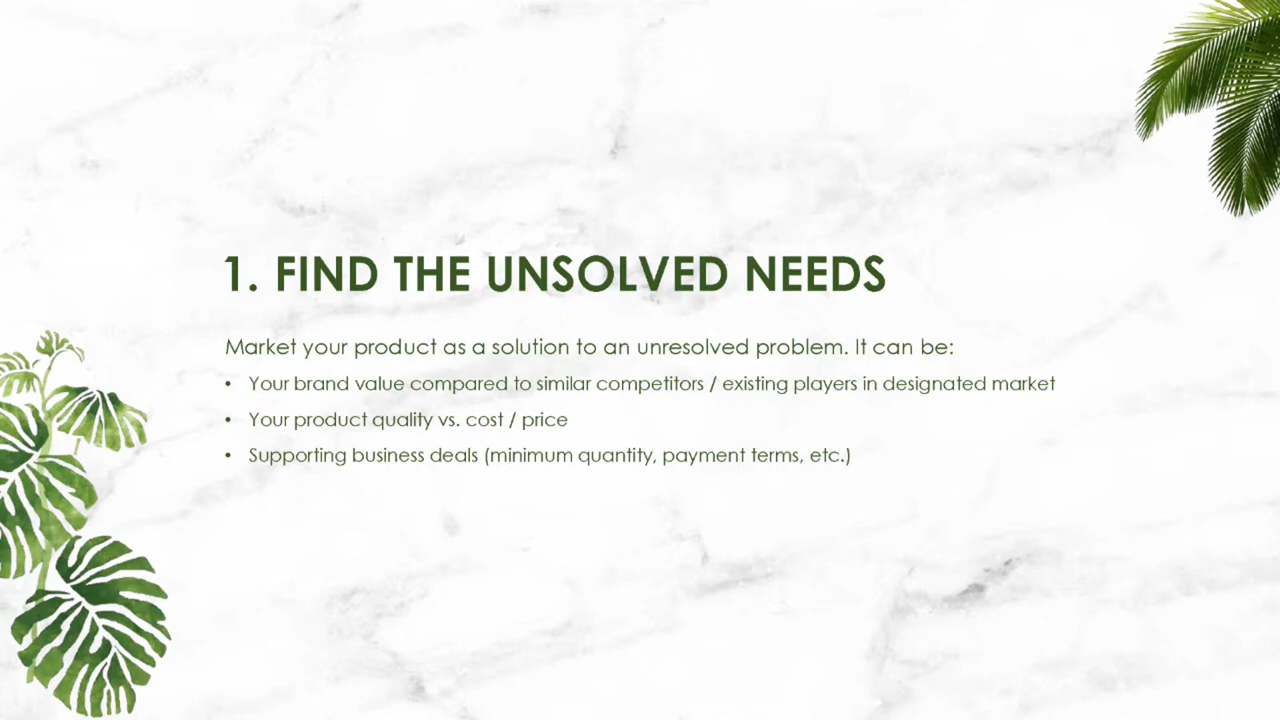 1. FIND THE UNSOLVED NEEDS
Market your product as a solution to an unresolved problem. It can be:
• Your brand value compared to similar competitors / existing players in designated market
• Your product quality vs. cost / price
• Supporting business deals (minimum quantity, payment terms, etc.)